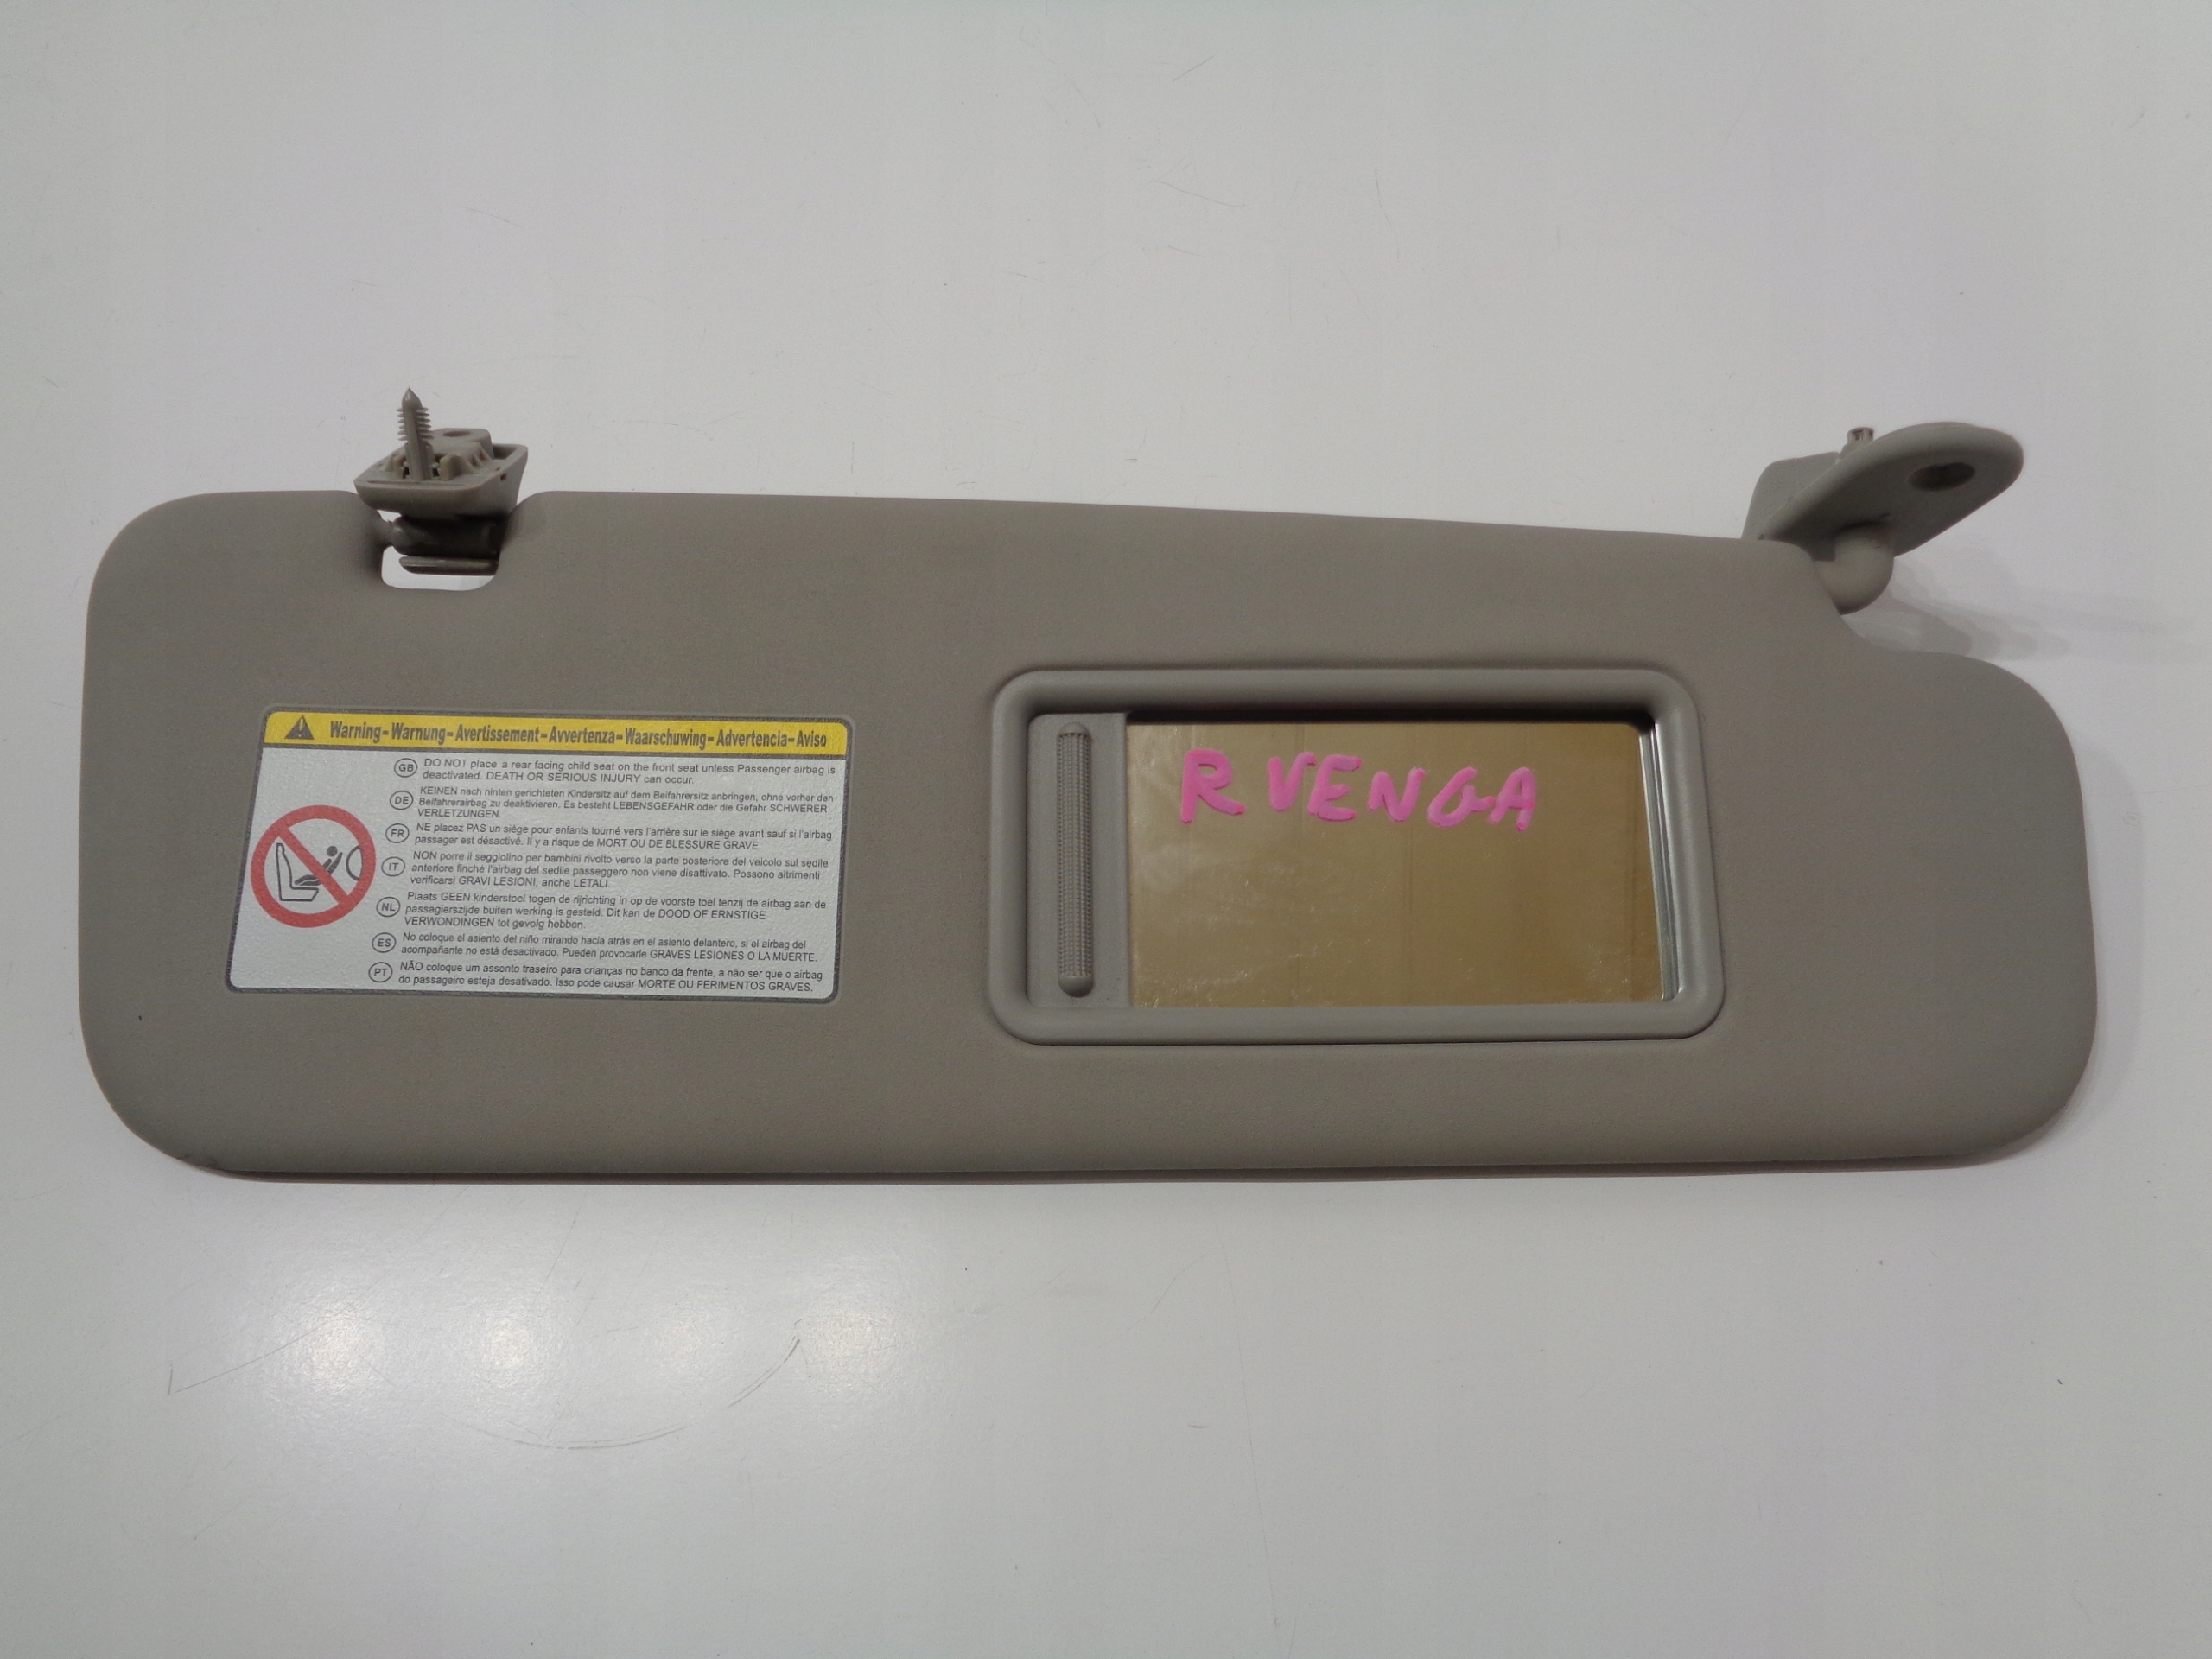 Warning-Warnung-Avertissement-Avvertenza-Waarschuwing-Advertencia-Aviso
GB DO NOT place a rear facing child seat on the front seat unless Passenger airbag is
deactivated. DEATH OR SERIOUS INJURY can occur.
DE KEINEN nach hinten gerichteten Kindersitz auf dem Beifahrersitz anbringen, ohne vorher den
Beifahrerairbag zu deaktivieren. Es besteht LEBENSGEFAHR oder die Gefahr SCHWERER
VERLETZUNGEN.
FR NE placez PAS un siége pour enfants tourné vers l'arrière sur le siége avant sauf si l'airbag
passager est désactivé. Il y a risque de MORT OU DE BLESSURE GRAVE.
IT NON porre il seggiolino per bambini rivolto verso la parte posteriore del veicolo sul sedile
anteriore finché l'airbag del sedile passeggero non viene disattivato. Possono altrimenti
verificarsi GRAVI LESIONI, anche LETALI.
NL Plaats GEEN kinderstoel tegen de rijrichting in op de voorste toel tenzij de airbag aan de
passagierszijde buiten werking is gesteld. Dit kan de DOOD OF ERNSTIGE
VERWONDINGEN tot gevolg hebben.
ES No coloque el asiento del niño mirando hacia atrás en el asiento delantero, si el airbag del
acompañante no está desactivado. Pueden provocarle GRAVES LESIONES O LA MUERTE.
PT NÃO coloque um assento traseiro para crianças no banco da frente, a não ser que o airbag
do passageiro esteja desativado. Isso pode causar MORTE OU FERIMENTOS GRAVES.
R VENGA